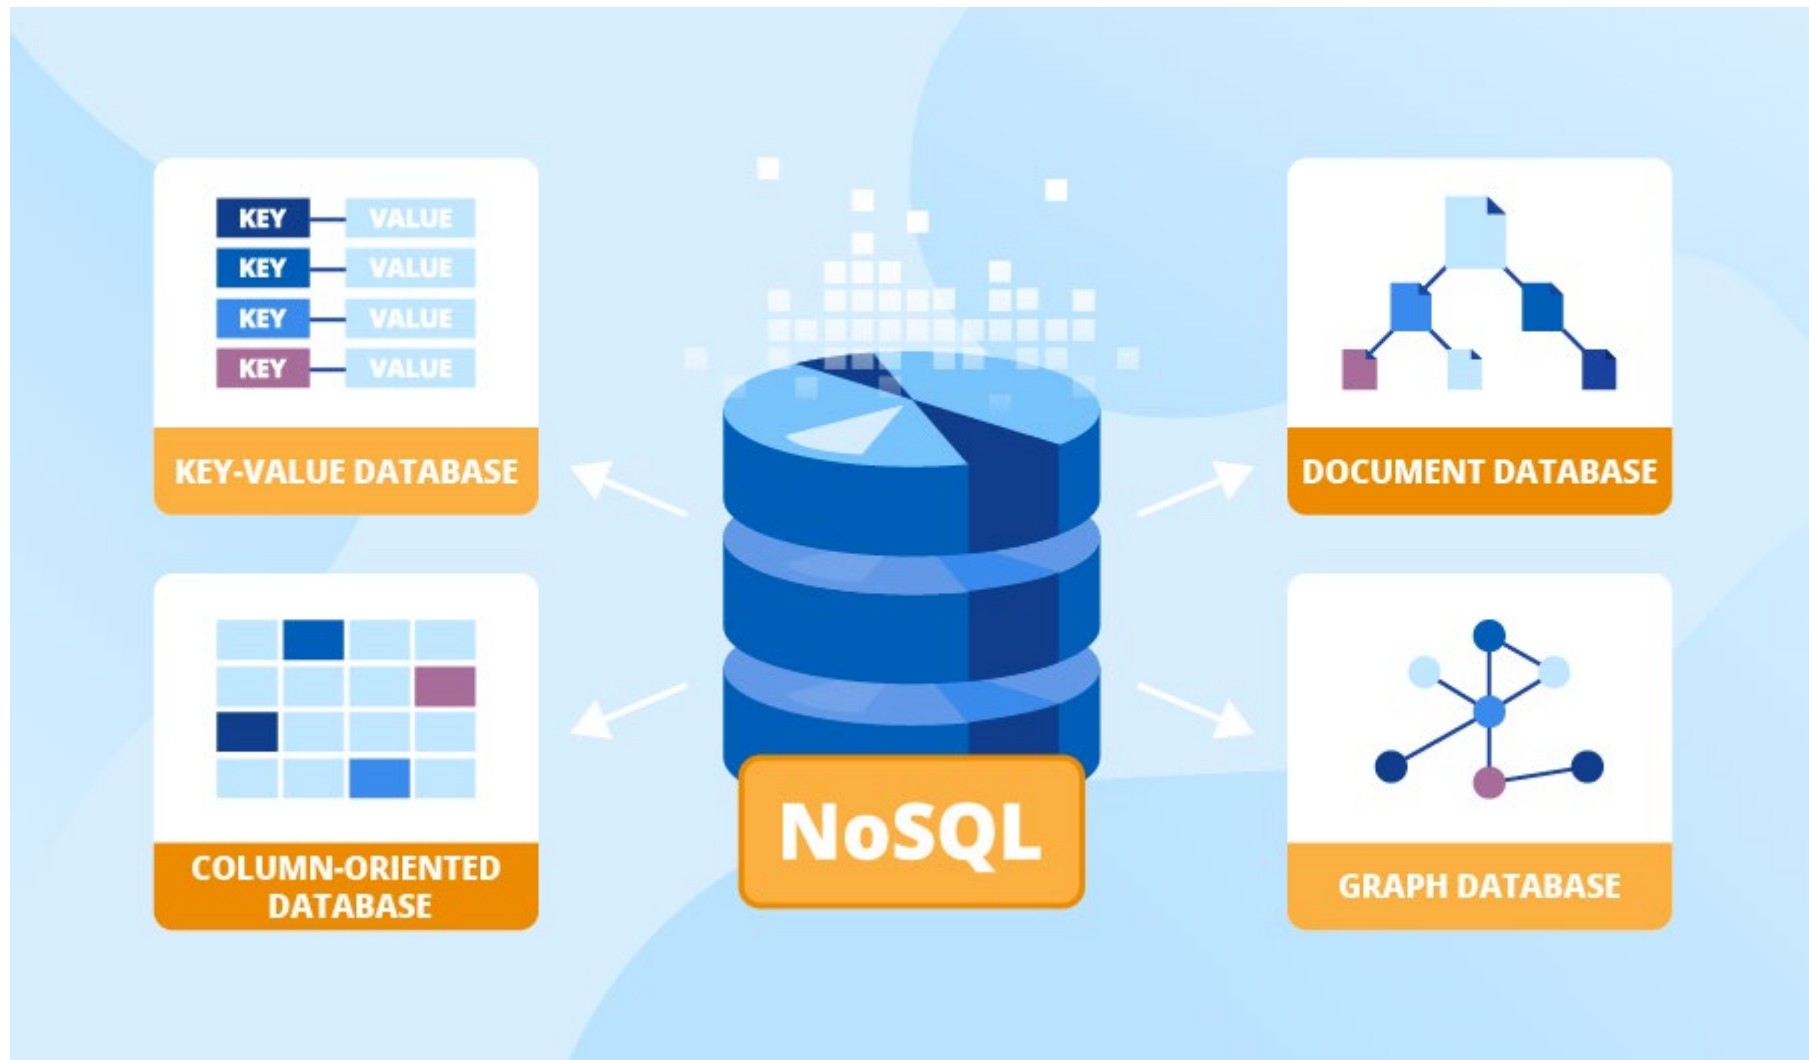 KEY VALUE
KEY VALUE
KEY VALUE
KEY VALUE
KEY-VALUE DATABASE
DOCUMENT DATABASE
COLUMN-ORIENTED
DATABASE
NoSQL
GRAPH DATABASE